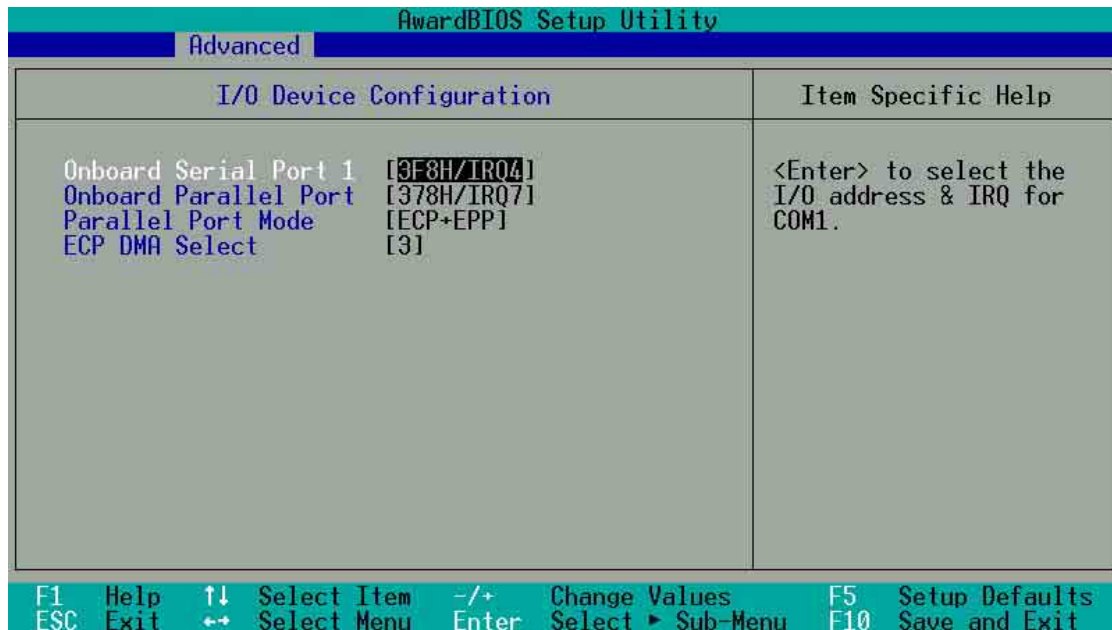 AwardBIOS Setup Utility
Advanced
I/O Device Configuration
Item Specific Help
Onboard Serial Port 1 [3F8H/IRQ4]
Onboard Parallel Port [378H/IRQ7]
Parallel Port Mode [ECP+EPP]
ECP DMA Select [3]
<Enter> to select the
I/O address & IRQ for
COM1.
F1 Help ↑↓ Select Item -/+ Change Values F5 Setup Defaults
ESC Exit ←→ Select Menu Enter Select ► Sub-Menu F10 Save and Exit